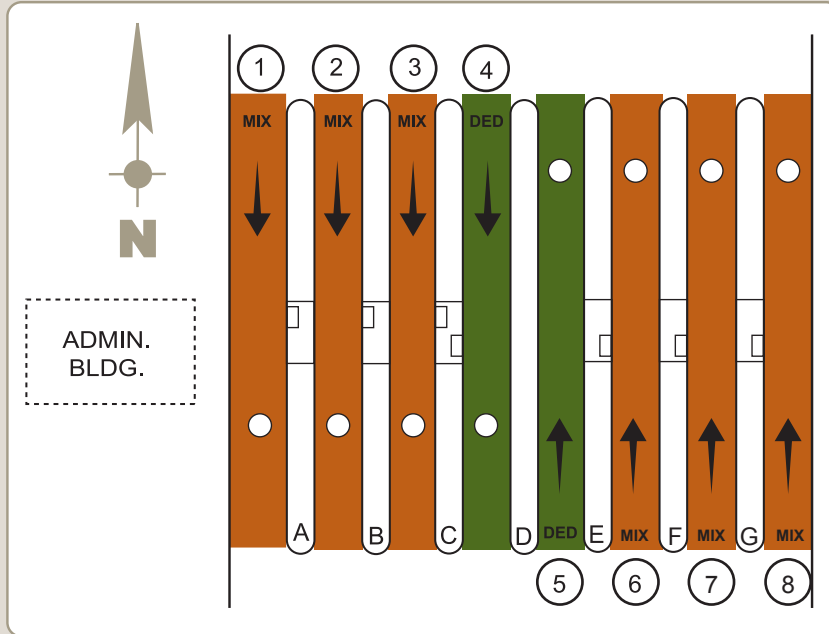 1 2 3 4
MIX MIX MIX DED
N
ADMIN.
BLDG.
A B C D DED E MIX F MIX G MIX
5 6 7 8